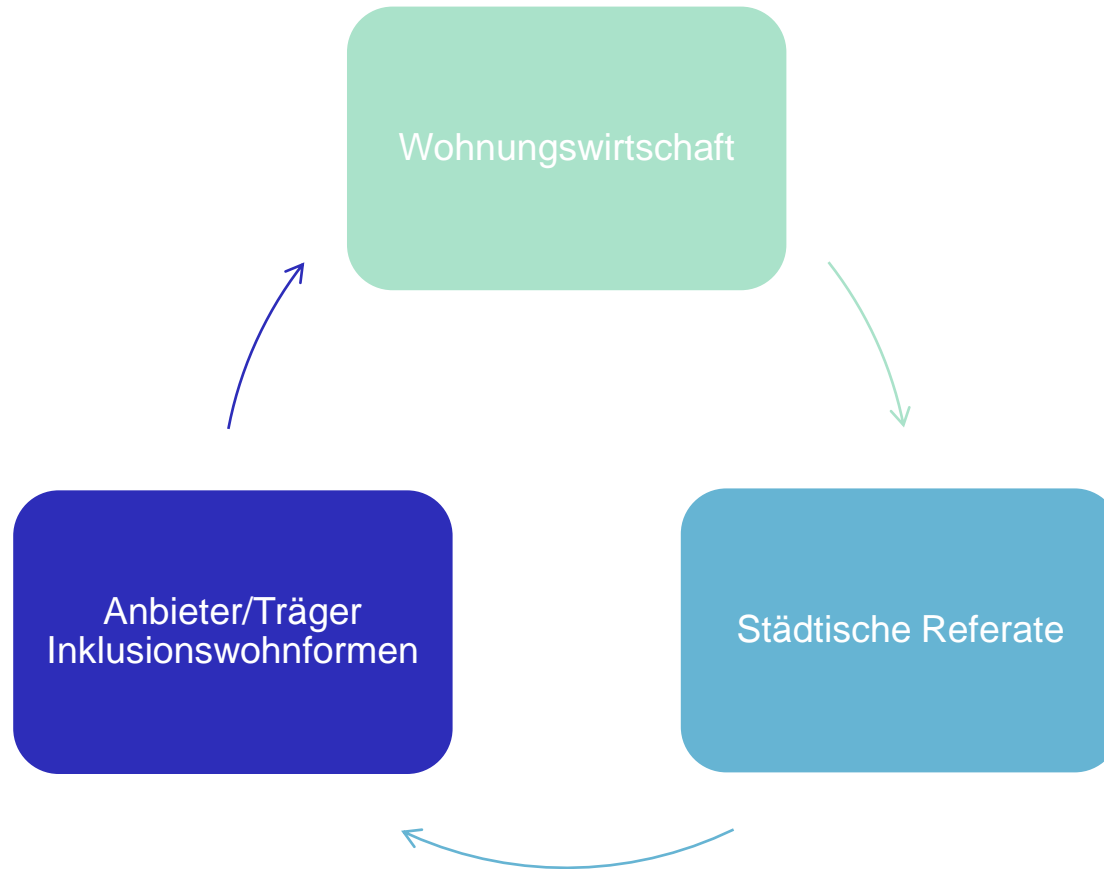 Wohnungswirtschaft
Anbieter/Träger
Inklusionswohnformen
Städtische Referate